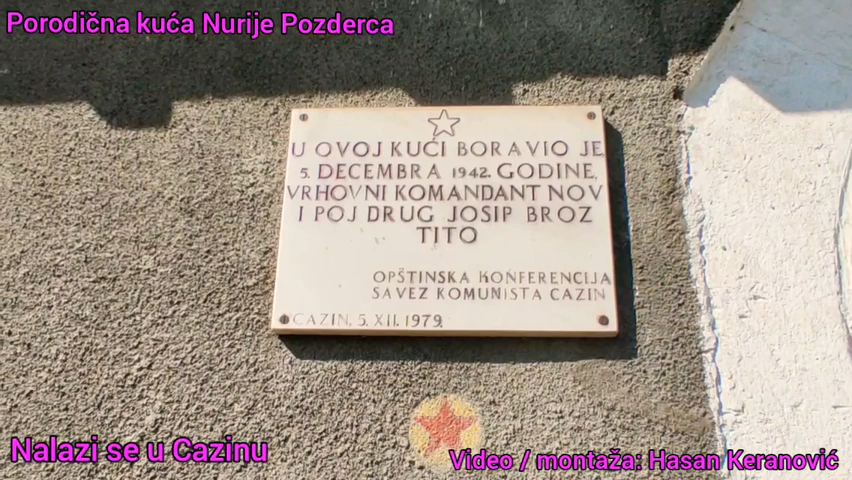 Porodična kuća Nurije Pozderca
U OVOJ KUĆI BORAVIO JE
5. DECEMBRA 1942. GODINE,
VRHOVNI KOMANDANT NOV
I POJ DRUG JOSIP BROZ
TITO
OPŠTINSKA KONFERENCIJA
SAVEZ KOMUNISTA CAZIN
CAZIN, 5. XII. 1979.
Nalazi se u Cazinu
Video / montaža: Hasan Keranović